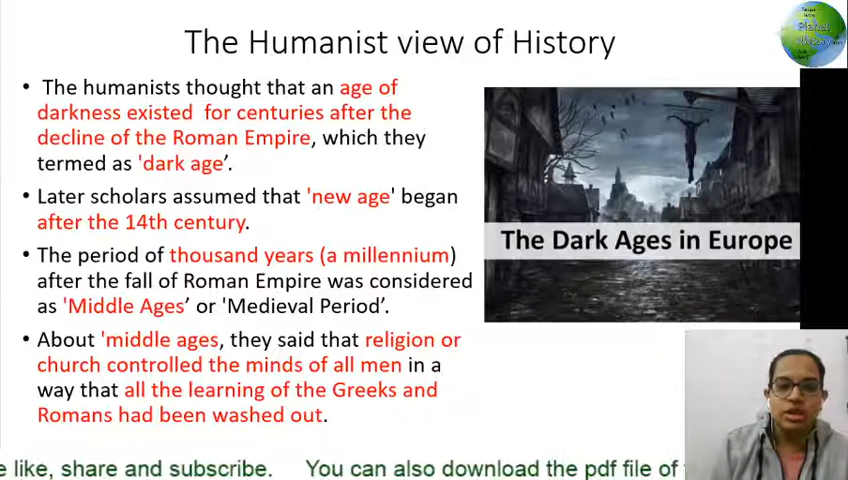 The Humanist view of History
• The humanists thought that an age of
darkness existed for centuries after the
decline of the Roman Empire, which they
termed as 'dark age’.
• Later scholars assumed that 'new age' began
after the 14th century.
• The period of thousand years (a millennium)
after the fall of Roman Empire was considered
as 'Middle Ages’ or 'Medieval Period’.
• About 'middle ages, they said that religion or
church controlled the minds of all men in a
way that all the learning of the Greeks and
Romans had been washed out.
The Dark Ages in Europe
e like, share and subscribe. You can also download the pdf file of